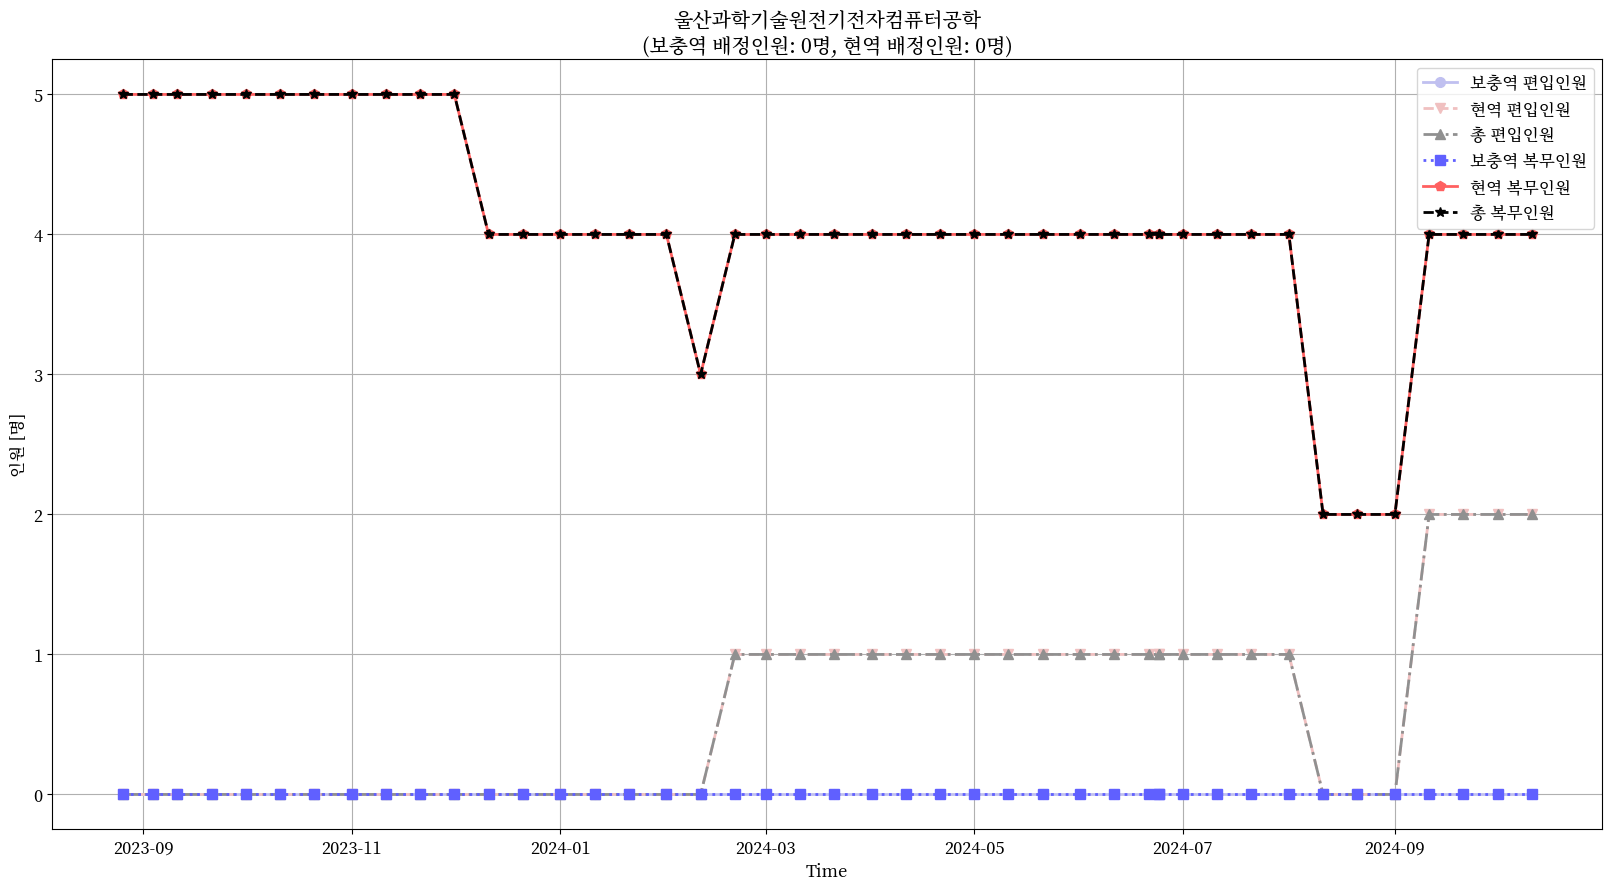 울산과학기술원전기전자컴퓨터공학
(보충역 배정인원: 0명, 현역 배정인원: 0명)
보충역 편입인원
현역 편입인원
총 편입인원
보충역 복무인원
현역 복무인원
총 복무인원
인원 [명]
5
4
3
2
1
0
2023-09
2023-11
2024-01
2024-03
2024-05
2024-07
2024-09
Time